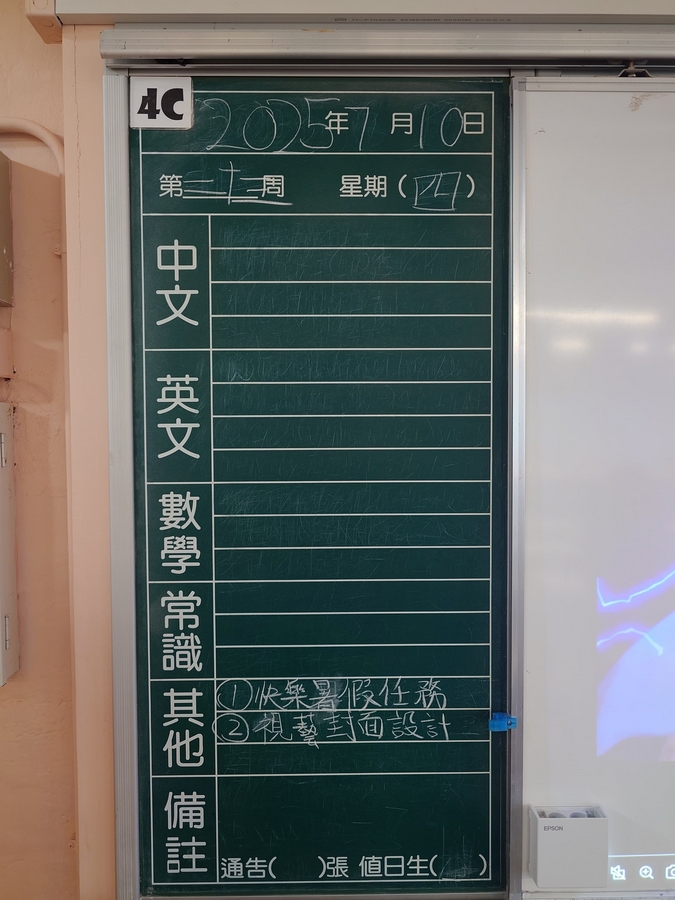 4C
2025年7月10日
第三十三周 星期(四)
中文
英文
數學
常識
其他
①快樂暑假任務
②視藝封面設計
備註
通告( )張 值日生( )
EPSON